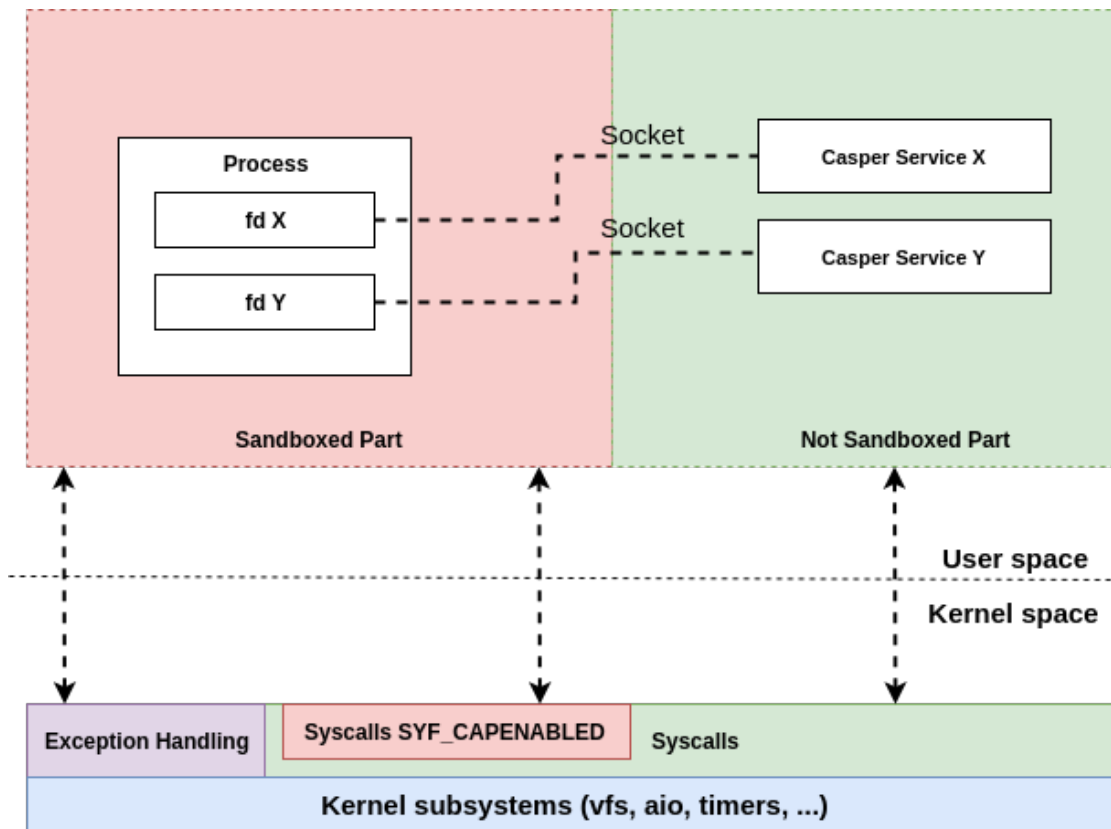 Socket
Casper Service X
Process
fd X
Socket
Casper Service Y
fd Y
Sandboxed Part
Not Sandboxed Part
User space
Kernel space
Exception Handling
Syscalls SYF_CAPENABLED
Syscalls
Kernel subsystems (vfs, aio, timers, ...)